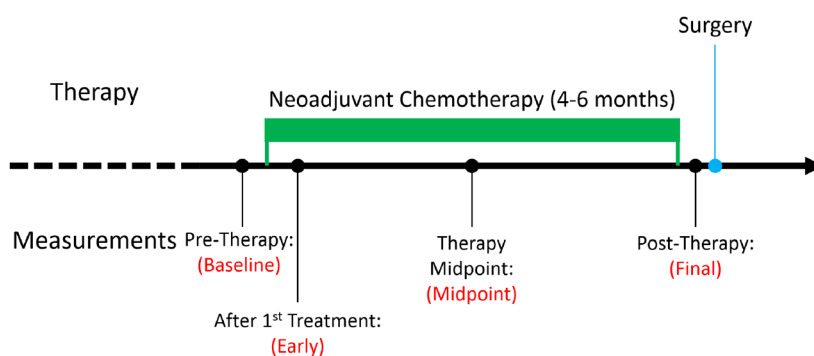 Surgery
Therapy
Neoadjuvant Chemotherapy (4-6 months)
Measurements
Pre-Therapy:
(Baseline)
After 1st Treatment:
(Early)
Therapy
Midpoint:
(Midpoint)
Post-Therapy:
(Final)